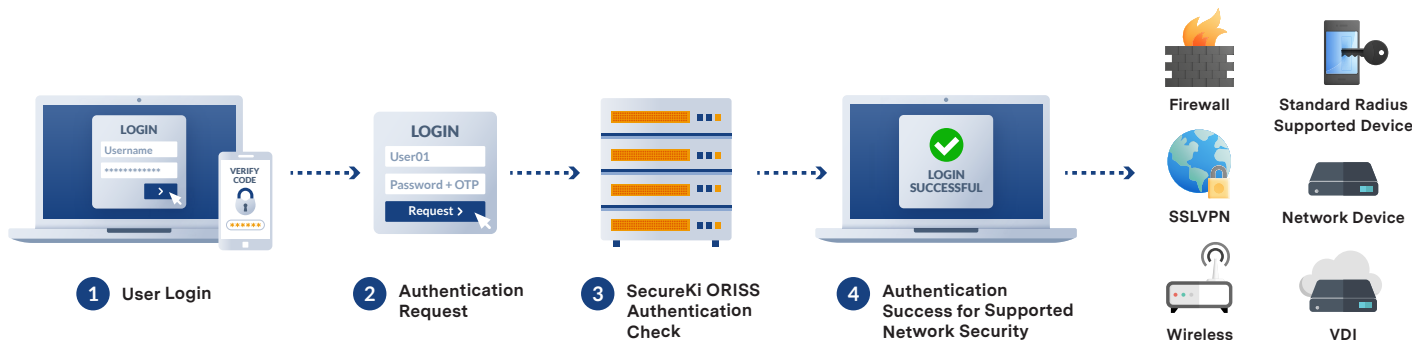 LOGIN
Username
************
>
VERIFY
CODE
******
1
User Login
LOGIN
User01
Password + OTP
Request >
2
Authentication
Request
3
SecureKi ORISS
Authentication
Check
LOGIN
SUCCESSFUL
4
Authentication
Success for Supported
Network Security
Firewall
Standard Radius
Supported Device
SSLVPN
Network Device
Wireless
VDI